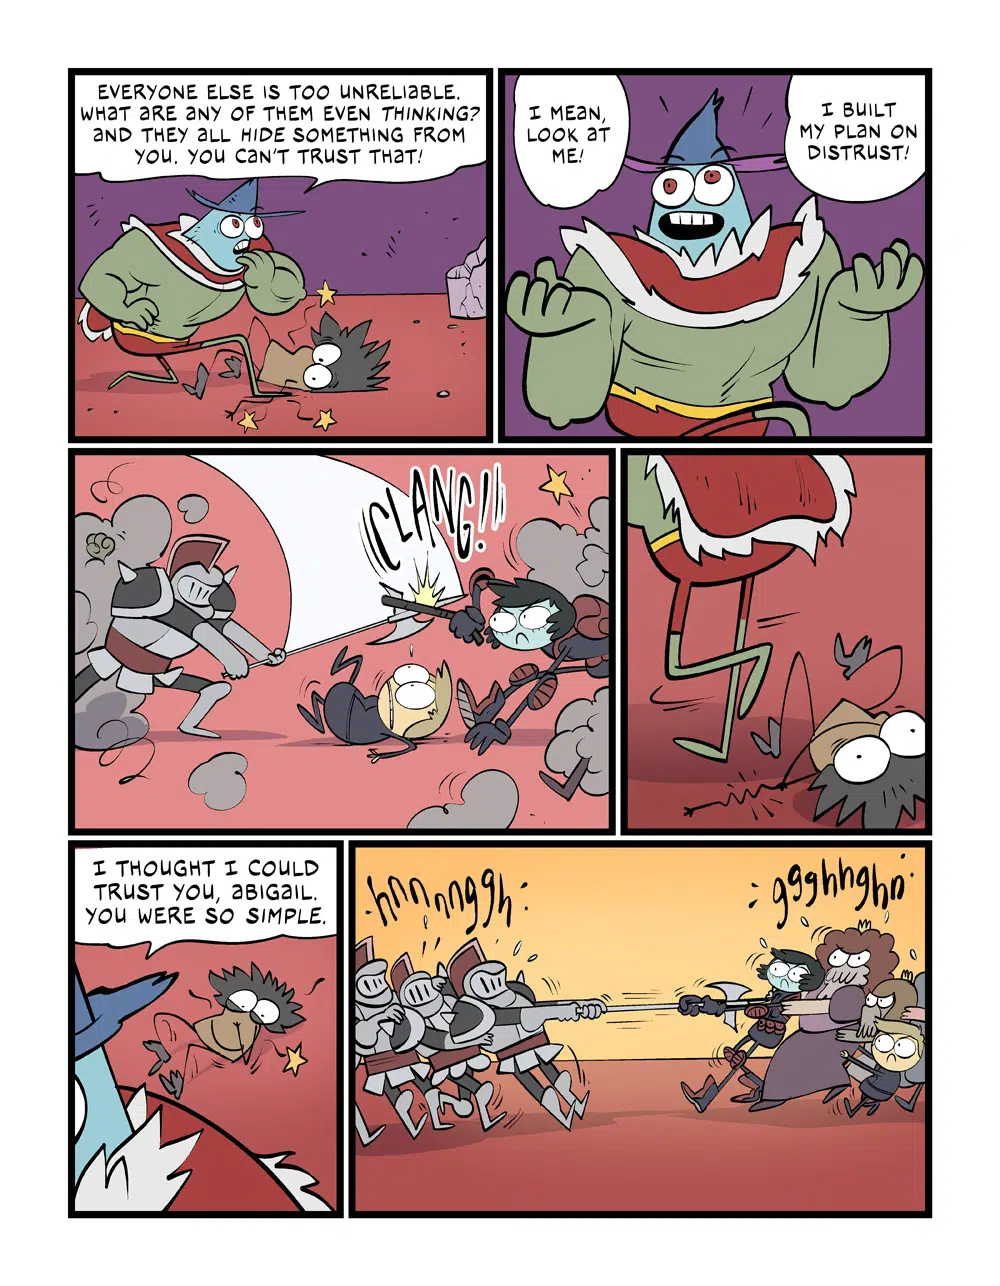 EVERYONE ELSE IS TOO UNRELIABLE.
WHAT ARE ANY OF THEM EVEN THINKING?
AND THEY ALL HIDE SOMETHING FROM
YOU. YOU CAN'T TRUST THAT!
I MEAN,
LOOK AT
ME!
I BUILT
MY PLAN ON
DISTRUST!
CLANG!!
I THOUGHT I COULD
TRUST YOU, ABIGAIL.
YOU WERE SO SIMPLE.
hnnnnggh
ggghhghn